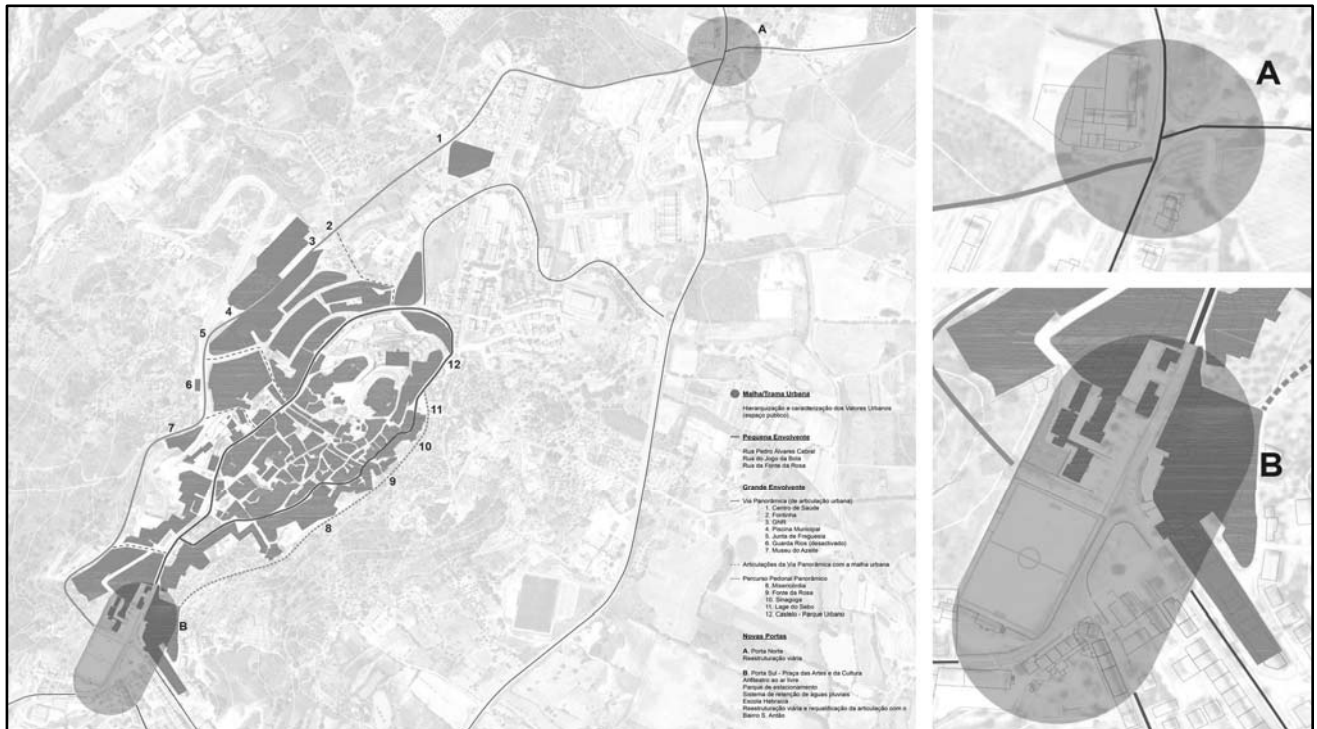 A
1
2
3
4
5
6
7
12
11
10
9
8
B
Malha/Trama Urbana
Hierarquização e caracterização dos Valores Urbanos
(espaço público)
Pequena Envolvente
Rua Pedro Álvares Cabral
Rua do Jogo da Bola
Rua da Fonte da Rosa
Grande Envolvente
Via Panorâmica (de articulação urbana)
1. Centro de Saúde
2. Fontinha
3. GNR
4. Piscina Municipal
5. Junta de Freguesia
6. Guarda Rios (desactivado)
7. Museu do Azeite
Articulações da Via Panorâmica com a malha urbana
Percurso Pedonal Panorâmico
8. Misericórdia
9. Fonte da Rosa
10. Sinagoga
11. Lage do Sebo
12. Castelo - Parque Urbano
Novas Portas
A. Porta Norte
Reestruturação viária
B. Porta Sul - Praça das Artes e da Cultura
Anfiteatro ao ar livre
Parque de estacionamento
Sistema de retenção de águas pluviais
Escola Hebraica
Reestruturação viária e requalificação da articulação com o
Bairro S. Antão
A
B